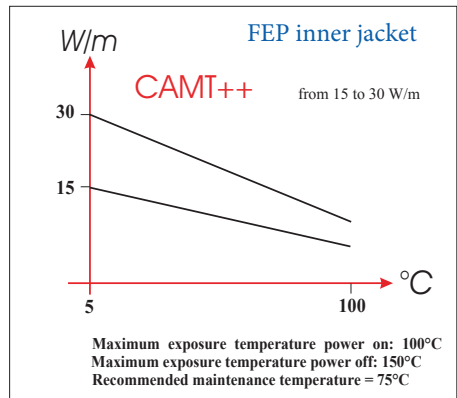 W/m
FEP inner jacket
CAMT++
from 15 to 30 W/m
30
15
°C
5
100
Maximum exposure temperature power on: 100°C
Maximum exposure temperature power off: 150°C
Recommended maintenance temperature = 75°C